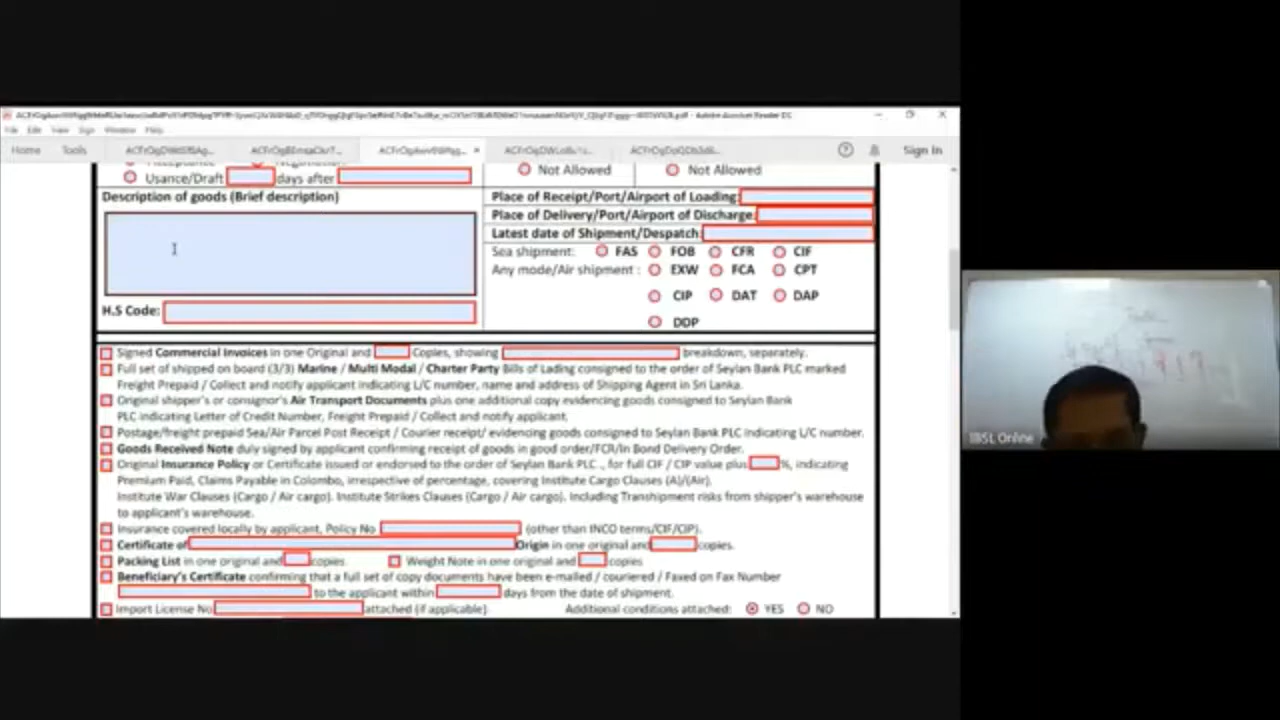 Adobe Acrobat Reader DC
File Edit View Sign Window Help
Home Tools Sign In
Usance/Draft days after
Not Allowed Not Allowed
Description of goods (Brief description)
Place of Receipt/Port/Airport of Loading:
Place of Delivery/Port/Airport of Discharge:
Latest date of Shipment/Despatch:
Sea shipment: FAS FOB CFR CIF
Any mode/Air shipment : EXW FCA CPT
CIP DAT DAP
DDP
H.S Code:
Signed Commercial Invoices in one Original and Copies, showing breakdown, separately.
Full set of shipped on board (3/3) Marine / Multi Modal / Charter Party Bills of Lading consigned to the order of Seylan Bank PLC marked
Freight Prepaid / Collect and notify applicant indicating L/C number, name and address of Shipping Agent in Sri Lanka.
Original shipper's or consignor's Air Transport Documents plus one additional copy evidencing goods consigned to Seylan Bank
PLC indicating Letter of Credit Number, Freight Prepaid / Collect and notify applicant.
Postage/freight prepaid Sea/Air Parcel Post Receipt / Courier receipt/ evidencing goods consigned to Seylan Bank PLC indicating L/C number.
Goods Received Note duly signed by applicant confirming receipt of goods in good order/FCR/In Bond Delivery Order.
Original Insurance Policy or Certificate issued or endorsed to the order of Seylan Bank PLC., for full CIF / CIP value plus %, indicating
Premium Paid, Claims Payable in Colombo, irrespective of percentage, covering Institute Cargo Clauses (A)/(Air).
Institute War Clauses (Cargo / Air cargo). Institute Strikes Clauses (Cargo / Air cargo). Including Transhipment risks from shipper's warehouse
to applicant's warehouse.
Insurance covered locally by applicant, Policy No (other than INCO terms/CIF/CIP).
Certificate of Origin in one original and copies.
Packing List in one original and copies Weight Note in one original and copies
Beneficiary's Certificate confirming that a full set of copy documents have been e-mailed / couriered / Faxed on Fax Number
to the applicant within days from the date of shipment.
Import License No. attached (if applicable). Additional conditions attached: YES NO
IBSL Online